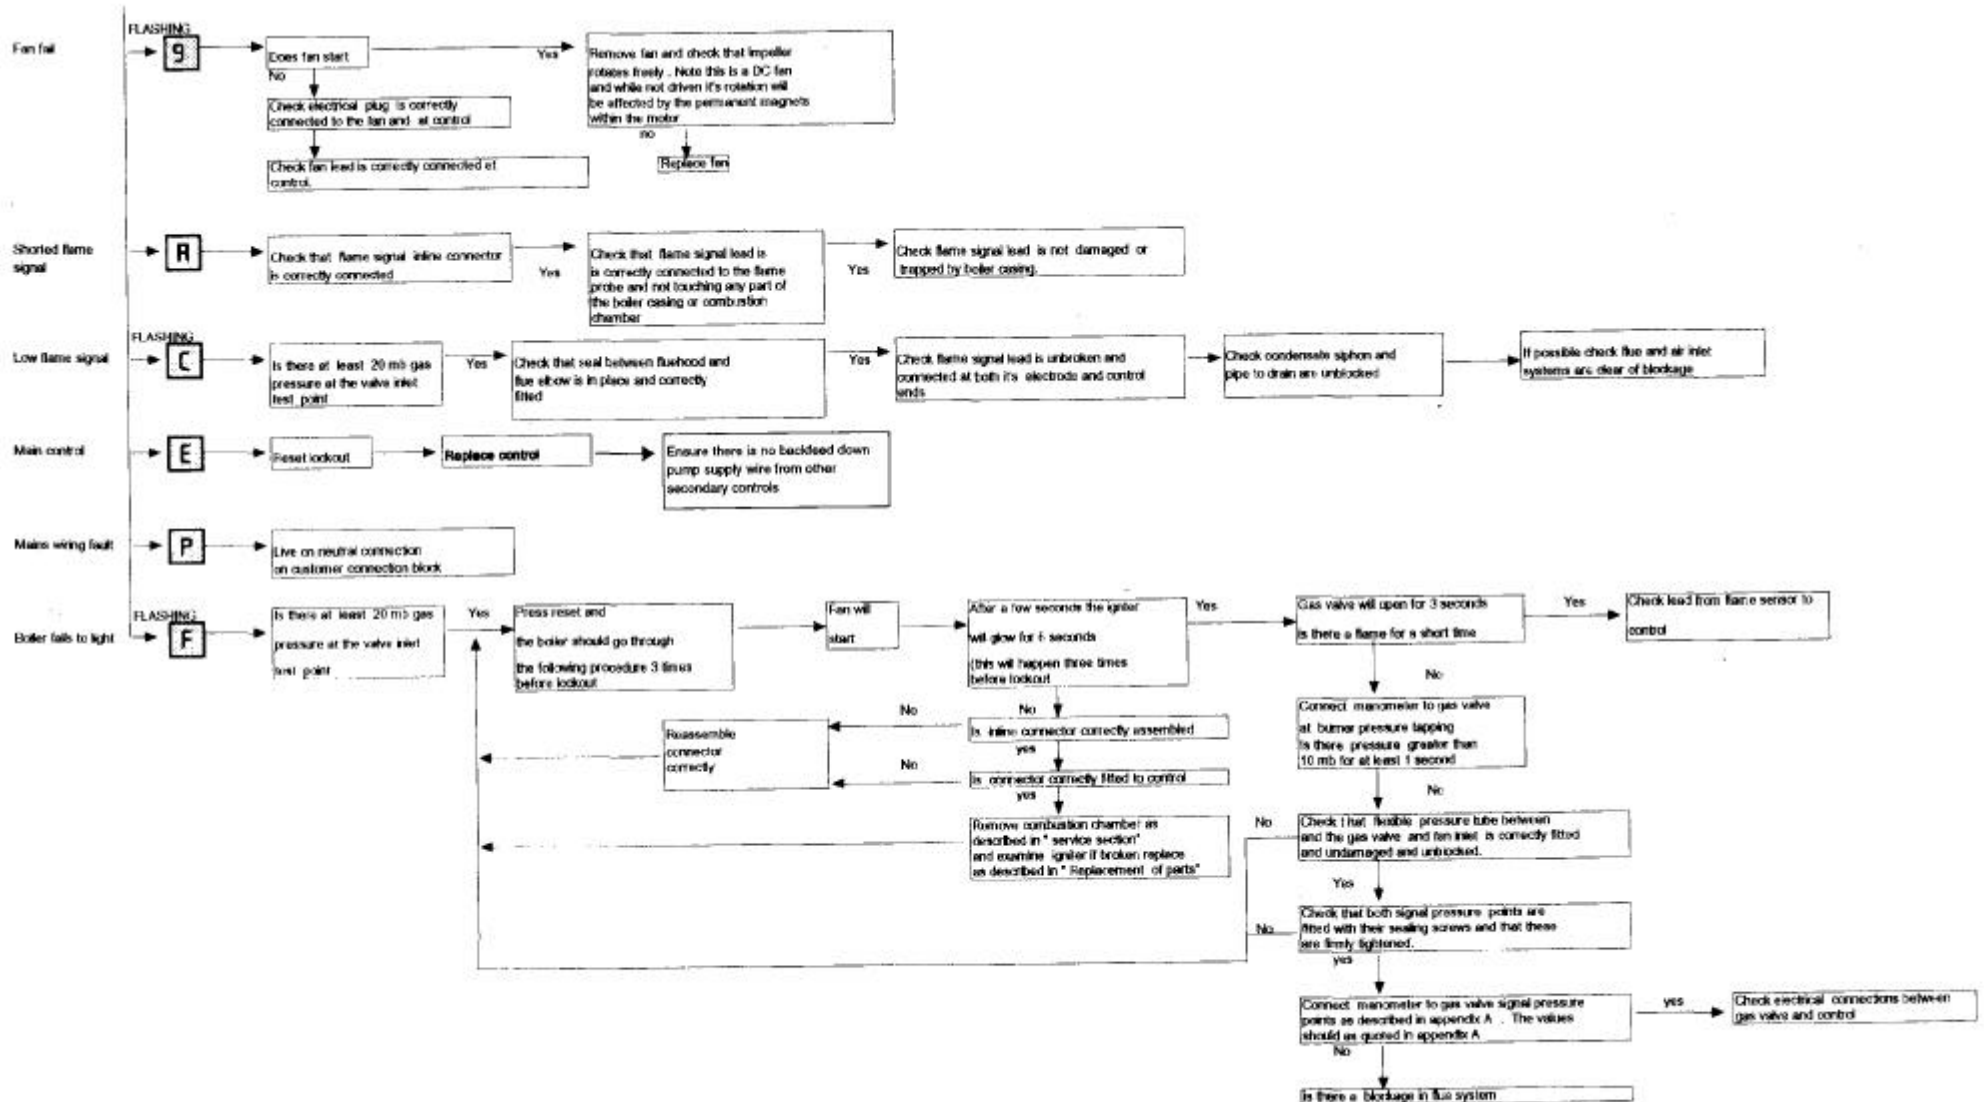 FLASHING
Fan fail
9
Does fan start
Yes
No
Remove fan and check that impeller
rotates freely . Note this is a DC fan
and while not driven it's rotation will
be affected by the permanent magnets
within the motor
no
Replace fan
Check electrical plug is correctly
connected to the fan and at control
Check fan lead is correctly connected at
control.
Shorted flame
signal
A
Check that flame signal inline connector
is correctly connected
Yes
Check that flame signal lead is
is correctly connected to the flame
probe and not touching any part of
the boiler casing or combustion
chamber
Yes
Check flame signal lead is not damaged or
trapped by boiler casing.
FLASHING
Low flame signal
C
Is there at least 20 mb gas
pressure at the valve inlet
test point
Yes
Check that seal between fluehood and
flue elbow is in place and correctly
fitted
Yes
Check flame signal lead is unbroken and
connected at both it's electrode and control
ends
Check condensate siphon and
pipe to drain are unblocked
If possible check flue and air inlet
systems are clear of blockage
Main control
E
Reset lockout
Replace control
Ensure there is no backfeed down
pump supply wire from other
secondary controls
Mains wiring fault
P
Live on neutral connection
on customer connection block
FLASHING
Boiler fails to light
F
Is there at least 20 mb gas
pressure at the valve inlet
test point
Yes
Press reset and
the boiler should go through
the following procedure 3 times
before lockout
Fan will
start
After a few seconds the igniter
will glow for 6 seconds
(this will happen three times
before lockout
Yes
Gas valve will open for 3 seconds
is there a flame for a short time
Yes
Check lead from flame sensor to
control
No
No
No
Is inline connector correctly assembled
yes
Reassemble
connector
correctly
No
Is connector correctly fitted to control
yes
Remove combustion chamber as
described in " service section"
and examine igniter if broken replace
as described in " Replacement of parts"
Connect manometer to gas valve
at burner pressure tapping
Is there pressure greater than
10 mb for at least 1 second
No
No
Check that flexible pressure tube between
and the gas valve and fan inlet is correctly fitted
and undamaged and unblocked.
Yes
No
Check that both signal pressure points are
fitted with their sealing screws and that these
are firmly tightened.
yes
Connect manometer to gas valve signal pressure
points as described in appendix A . The values
should as quoted in appendix A
yes
Check electrical connections between
gas valve and control
No
is there a blockage in flue system